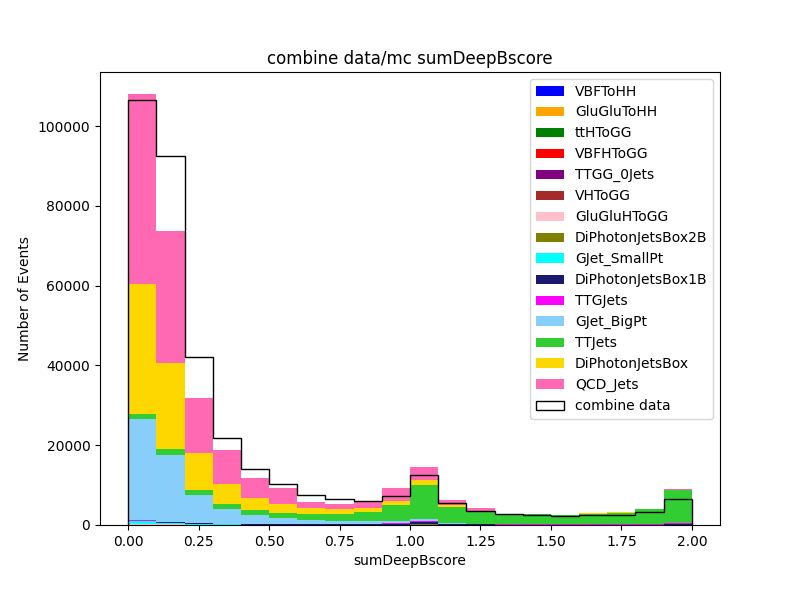 combine data/mc sumDeepBscore
VBFToHH
GluGluToHH
ttHToGG
VBFHToGG
TTGG_0Jets
VHToGG
GluGluHToGG
DiPhotonJetsBox2B
GJet_SmallPt
DiPhotonJetsBox1B
TTGJets
GJet_BigPt
TTJets
DiPhotonJetsBox
QCD_Jets
combine data
Number of Events
100000
80000
60000
40000
20000
0
0.00 0.25 0.50 0.75 1.00 1.25 1.50 1.75 2.00
sumDeepBscore